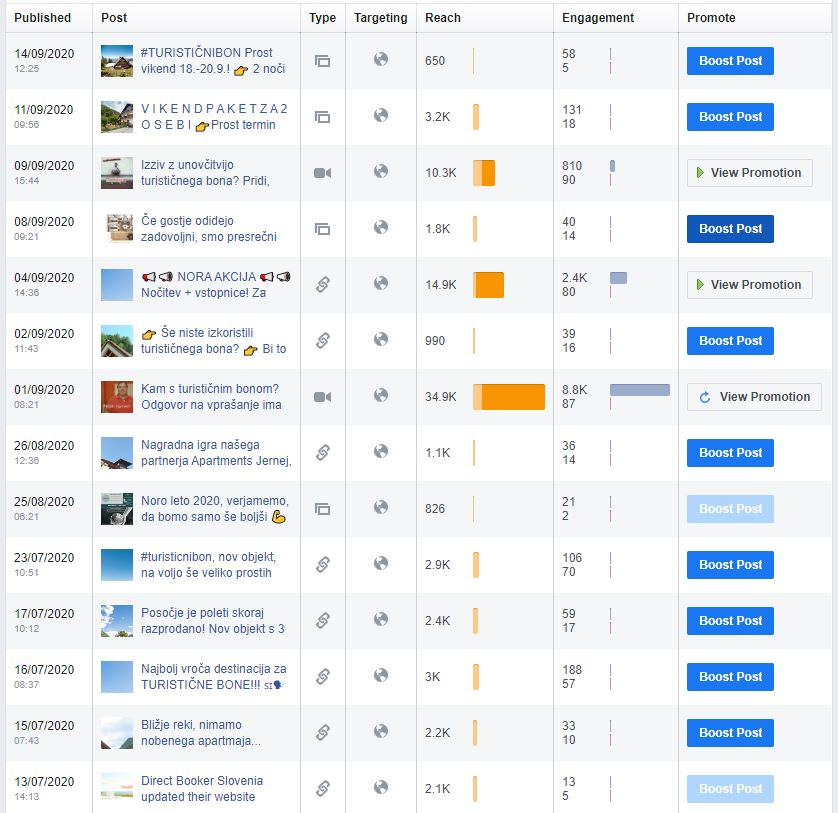 Published Post Type Targeting Reach Engagement Promote
14/09/2020 #TURISTIČNIBON Prost 650 58 Boost Post
12:25 vikend 18.-20.9.! 👉 2 noči 5
11/09/2020 V I K E N D P A K E T Z A 2 3.2K 131 Boost Post
09:56 O S E B I 👉Prost termin 18
09/09/2020 Izziv z unovčitvijo 10.3K 810 View Promotion
15:44 turističnega bona? Pridi, 90
08/09/2020 Če gostje odidejo 1.8K 40 Boost Post
09:21 zadovoljni, smo presrečni 14
04/09/2020 📢📢 NORA AKCIJA 📢📢 14.9K 2.4K View Promotion
14:36 Nočitev + vstopnice! Za 80
02/09/2020 👉 Še niste izkoristili 990 39 Boost Post
11:43 turističnega bona? 👉 Bi to 16
01/09/2020 Kam s turističnim bonom? 34.9K 8.8K View Promotion
08:21 Odgovor na vprašanje ima 87
26/08/2020 Nagradna igra našega 1.1K 36 Boost Post
12:36 partnerja Apartments Jernej, 14
25/08/2020 Noro leto 2020, verjamemo, 826 21 Boost Post
06:21 da bomo samo še boljši 💪 2
23/07/2020 #turisticnibon, nov objekt, 2.9K 106 Boost Post
10:51 na voljo še veliko prostih 70
17/07/2020 Posočje je poleti skoraj 2.4K 59 Boost Post
10:12 razprodano! Nov objekt s 3 17
16/07/2020 Najbolj vroča destinacija za 3K 188 Boost Post
08:37 TURISTIČNE BONE!!! 🇸🇮🗣 57
15/07/2020 Bližje reki, nimamo 2.2K 33 Boost Post
07:43 nobenega apartmaja... 10
13/07/2020 Direct Booker Slovenia 2.1K 13 Boost Post
14:13 updated their website 5